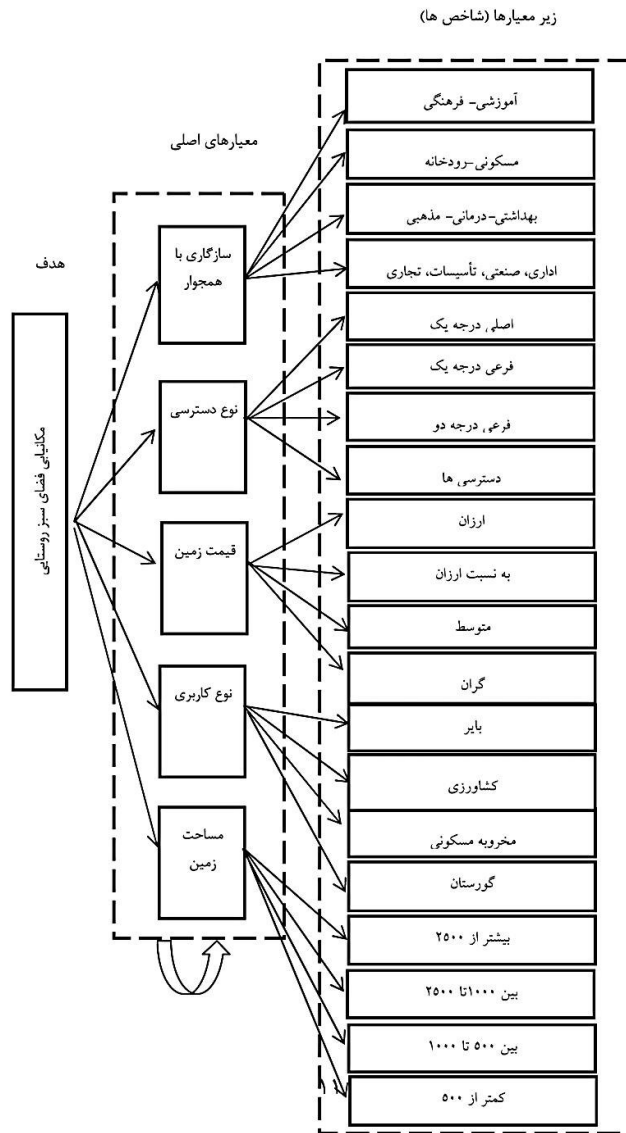 زیر معیارها (شاخص ها)
معیارهای اصلی
هدف
مکانیابی فضای سبز روستایی
سازگاری با
همجوار
نوع دسترسی
قیمت زمین
نوع کاربری
مساحت
زمین
آموزشی- فرهنگی
مسکونی-رودخانه
بهداشتی-درمانی- مذهبی
اداری، صنعتی، تأسیسات، تجاری
اصلی درجه یک
فرعی درجه یک
فرعی درجه دو
دسترسی ها
ارزان
به نسبت ارزان
متوسط
گران
بایر
کشاورزی
مخروبه مسکونی
گورستان
بیشتر از ۲۵۰۰
بین ۱۰۰۰تا ۲۵۰۰
بین ۵۰۰ تا ۱۰۰۰
کمتر از ۵۰۰